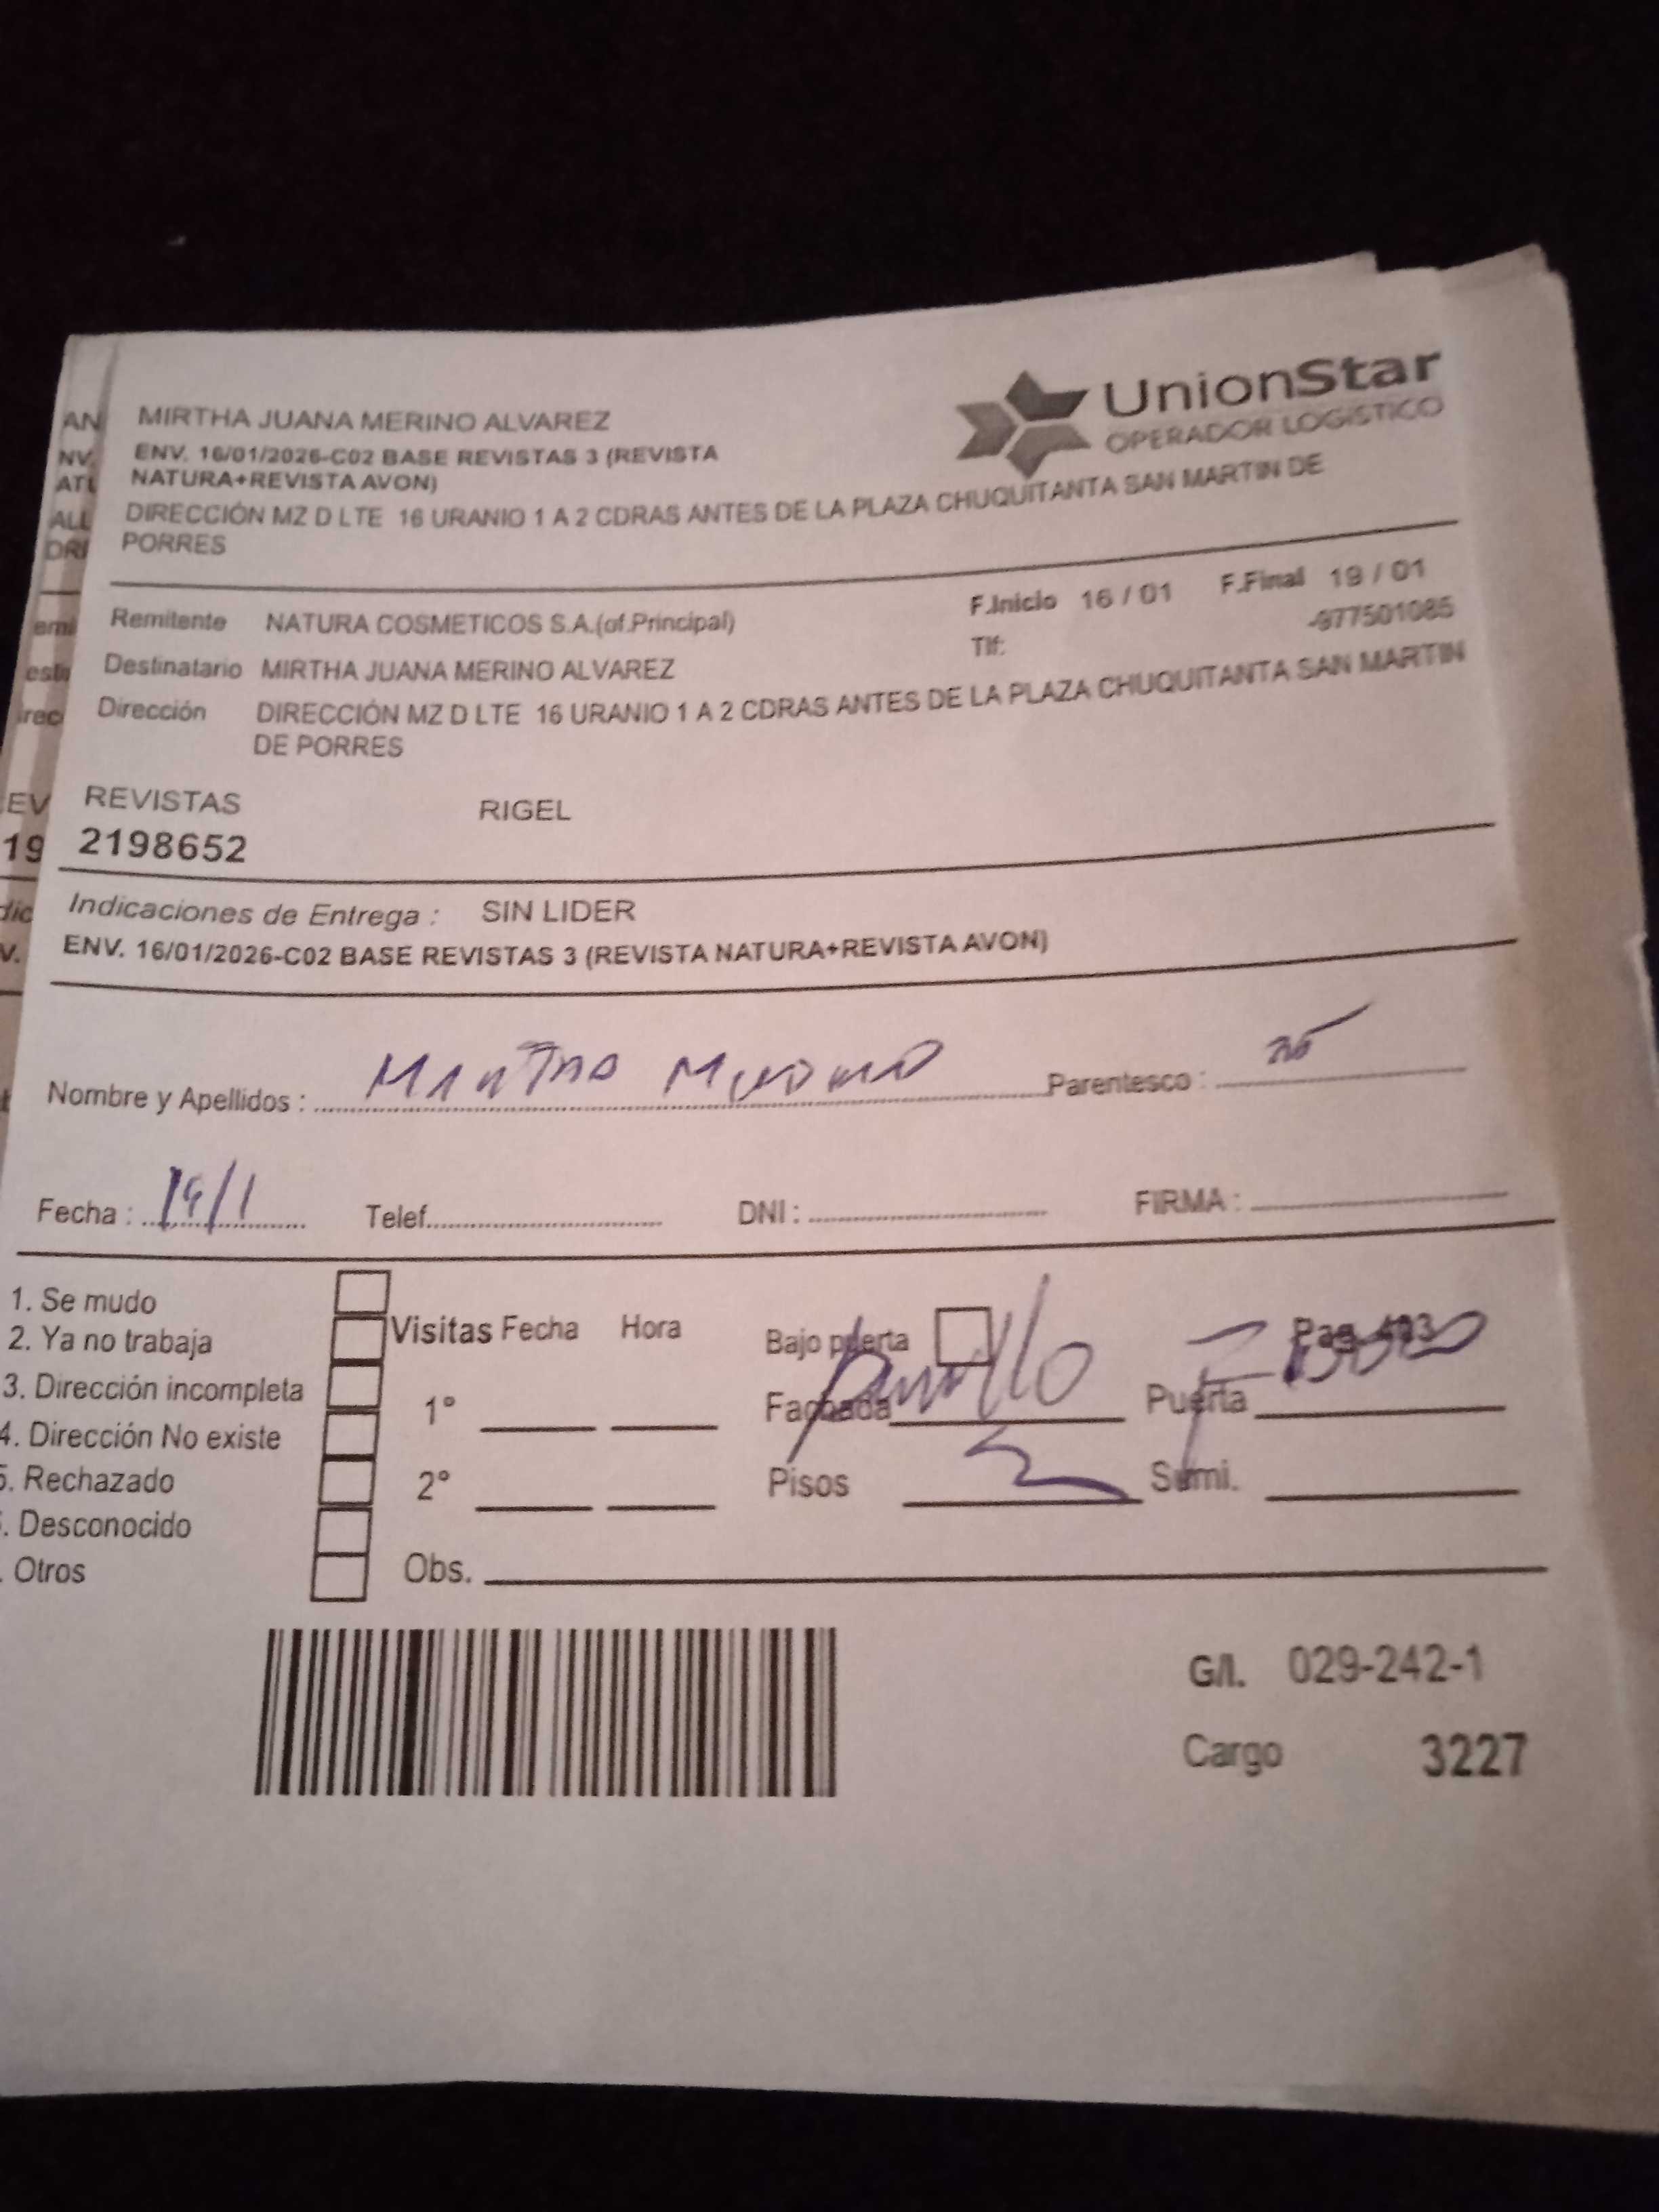 UnionStar
OPERADOR LOGISTICO
MIRTHA JUANA MERINO ALVAREZ
ENV. 16/01/2026-C02 BASE REVISTAS 3 (REVISTA
NATURA+REVISTA AVON)
DIRECCIÓN MZ D LTE 16 URANIO 1 A 2 CDRAS ANTES DE LA PLAZA CHUQUITANTA SAN MARTIN DE
PORRES
Remitente NATURA COSMETICOS S.A.(of.Principal) F.Inicio 16 / 01 F.Final 19 / 01
Tlf: -977501085
Destinatario MIRTHA JUANA MERINO ALVAREZ
Dirección DIRECCIÓN MZ D LTE 16 URANIO 1 A 2 CDRAS ANTES DE LA PLAZA CHUQUITANTA SAN MARTIN
DE PORRES
REVISTAS RIGEL
2198652
Indicaciones de Entrega : SIN LIDER
ENV. 16/01/2026-C02 BASE REVISTAS 3 (REVISTA NATURA+REVISTA AVON)
Nombre y Apellidos : Parentesco :
Fecha : 19/1 Telef. DNI : FIRMA :
1. Se mudo
2. Ya no trabaja
3. Dirección incompleta
4. Dirección No existe
5. Rechazado
. Desconocido
. Otros
Visitas Fecha Hora
1°
2°
Obs.
Bajo puerta Pag. 403
Fachada Puerta
Pisos 2 Sumi.
G/I. 029-242-1
Cargo 3227